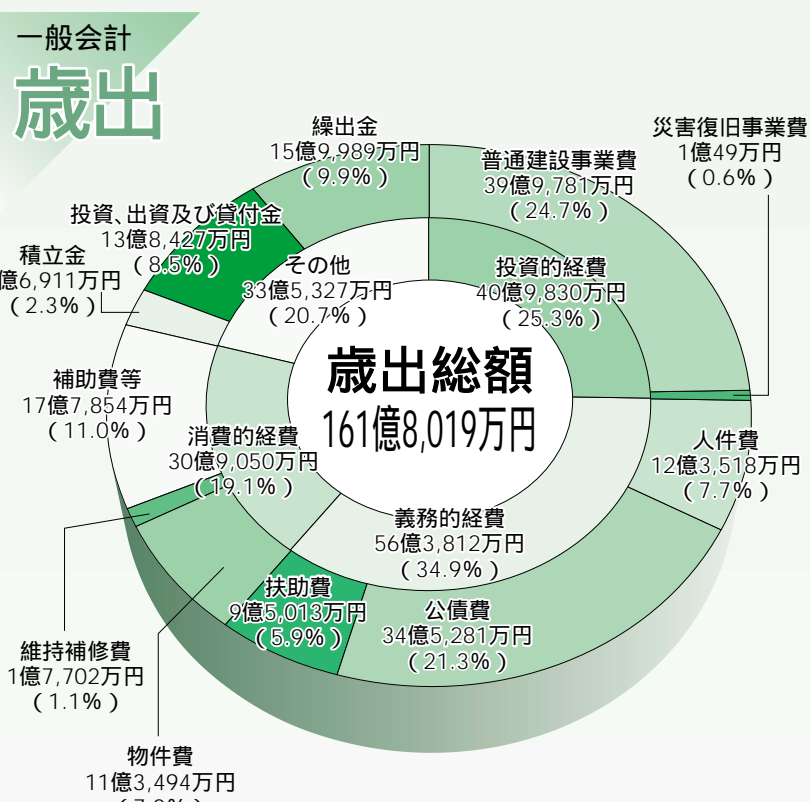 一般会計
歳出
繰出金
15億9,989万円
(9.9%)
普通建設事業費
39億9,781万円
(24.7%)
災害復旧事業費
1億49万円
(0.6%)
投資、出資及び貸付金
13億8,427万円
(8.5%)
積立金
億6,911万円
(2.3%)
その他
33億5,327万円
(20.7%)
投資的経費
40億9,830万円
(25.3%)
歳出総額
161億8,019万円
補助費等
17億7,854万円
(11.0%)
消費的経費
30億9,050万円
(19.1%)
人件費
12億3,518万円
(7.7%)
義務的経費
56億3,812万円
(34.9%)
扶助費
9億5,013万円
(5.9%)
公債費
34億5,281万円
(21.3%)
維持補修費
1億7,702万円
(1.1%)
物件費
11億3,494万円